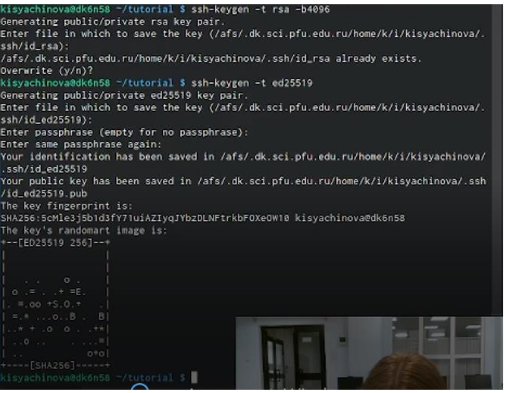 kisyachinova@dk6n58 ~/tutorial $ ssh-keygen -t rsa -b4096
Generating public/private rsa key pair.
Enter file in which to save the key (/afs/.dk.sci.pfu.edu.ru/home/k/i/kisyachinova/.
ssh/id_rsa):
/afs/.dk.sci.pfu.edu.ru/home/k/i/kisyachinova/.ssh/id_rsa already exists.
Overwrite (y/n)?
kisyachinova@dk6n58 ~/tutorial $ ssh-keygen -t ed25519
Generating public/private ed25519 key pair.
Enter file in which to save the key (/afs/.dk.sci.pfu.edu.ru/home/k/i/kisyachinova/.
ssh/id_ed25519):
Enter passphrase (empty for no passphrase):
Enter same passphrase again:
Your identification has been saved in /afs/.dk.sci.pfu.edu.ru/home/k/i/kisyachinova/
.ssh/id_ed25519
Your public key has been saved in /afs/.dk.sci.pfu.edu.ru/home/k/i/kisyachinova/.ssh
/id_ed25519.pub
The key fingerprint is:
SHA256:5cMle3j5b1d3fY71uiAZIyqJYbzDLNFtrkbFOXeOW10 kisyachinova@dk6n58
The key's randomart image is:
+--[ED25519 256]--+
|                 |
|                 |
|  . .    o .     |
| o .= . .+ =E.   |
|. =.oo +S.O.+   .|
| =.* ...o..B .  B|
|..* + .o  o . .+*|
| ..o ..   . ...=|
| ..          o*o|
+----[SHA256]-----+
kisyachinova@dk6n58 ~/tutorial $